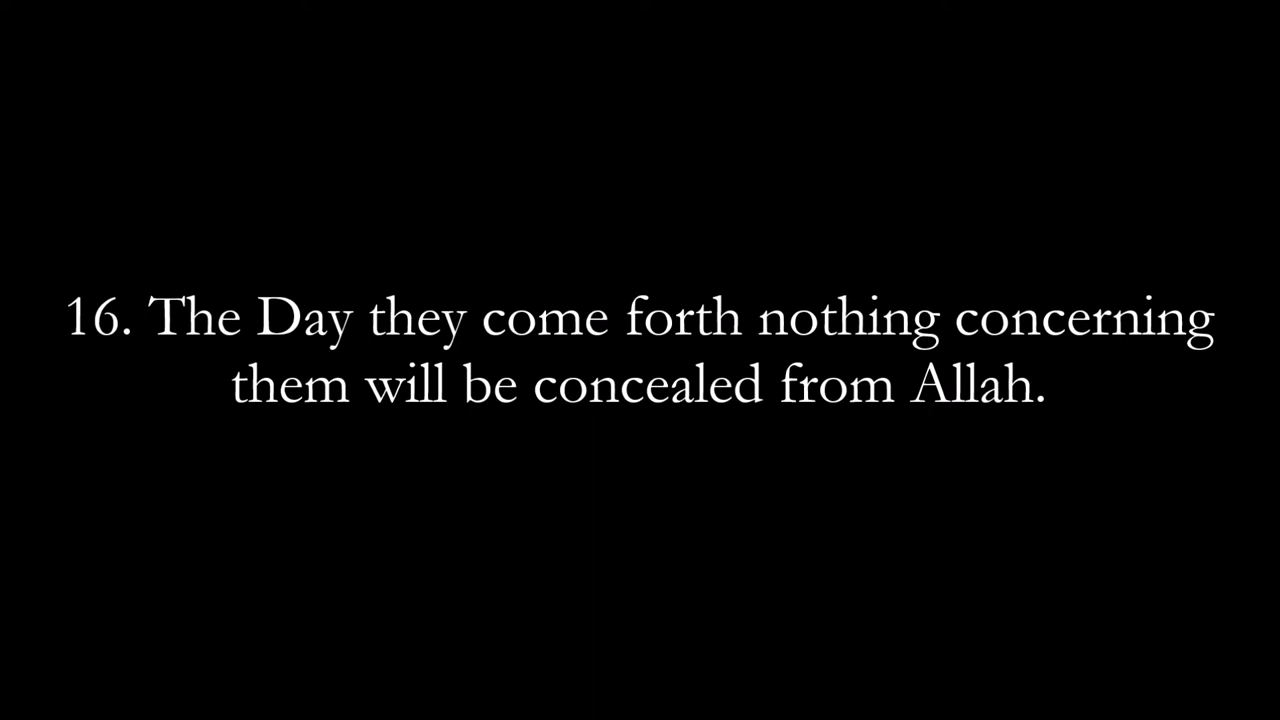 16. The Day they come forth nothing concerning
them will be concealed from Allah.